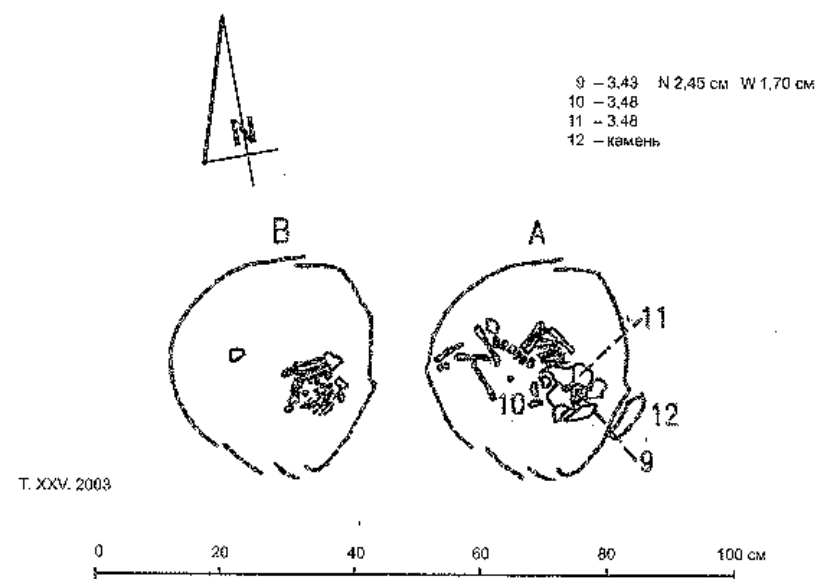 N
9 – 3,43 N 2,45 см W 1,70 см
10 – 3,48
11 – 3.48
12 – камень
B A
11
10
12
9
T. XXV. 2003
0 20 40 60 80 100 см